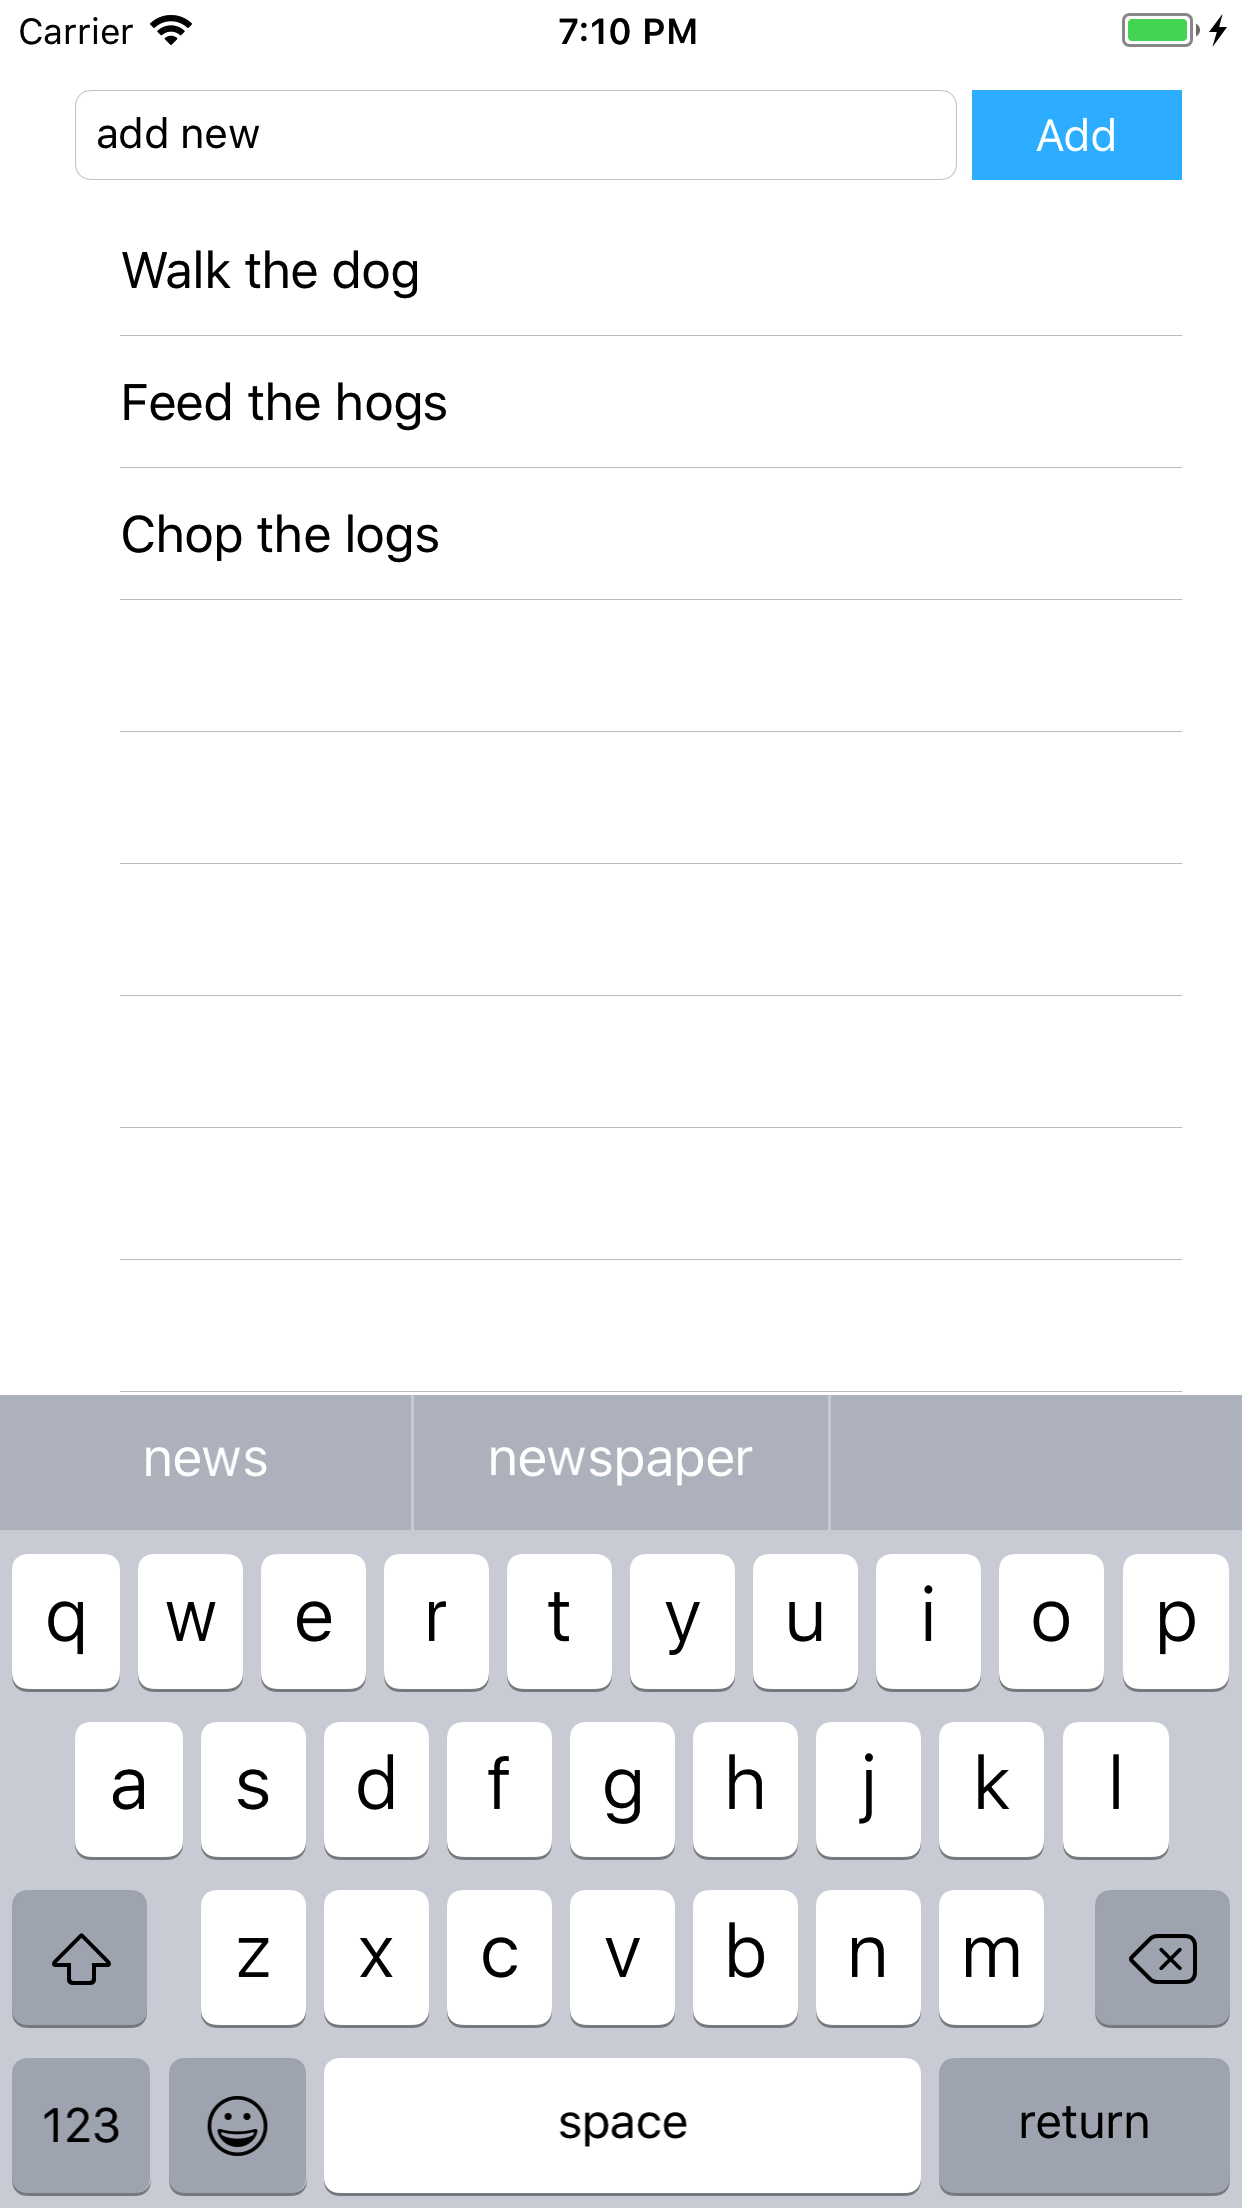 Carrier 7:10 PM
add new Add
Walk the dog
Feed the hogs
Chop the logs
news newspaper
q w e r t y u i o p
a s d f g h j k l
z x c v b n m
123 space return